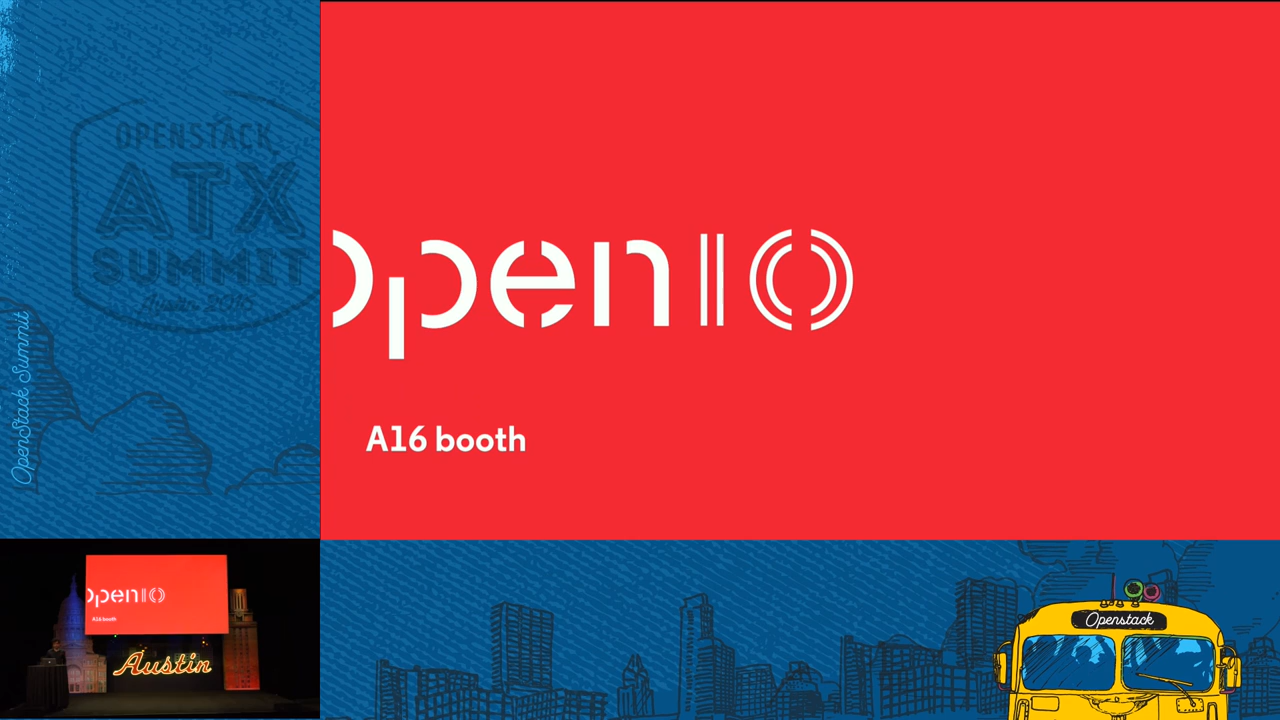 OPENSTACK
ATX
SUMMIT
Austin, 2016
OpenStack Summit
openIO
A16 booth
openIO
A16 booth
Austin
Openstack